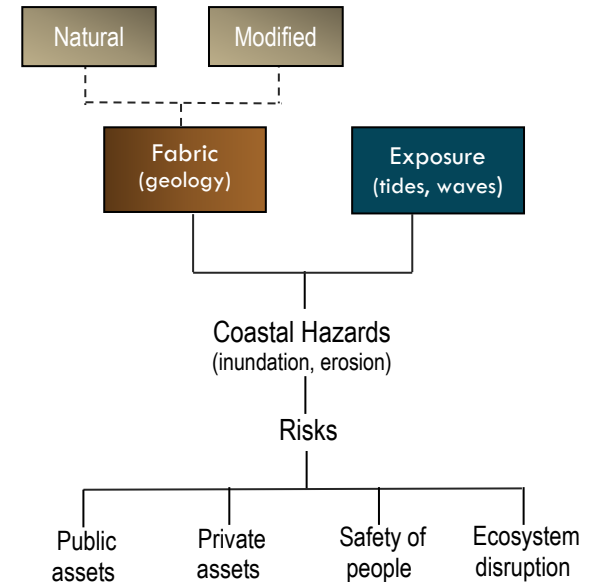 Natural
Modified
Fabric
(geology)
Exposure
(tides, waves)
Coastal Hazards
(inundation, erosion)
Risks
Public
assets
Private
assets
Safety of
people
Ecosystem
disruption